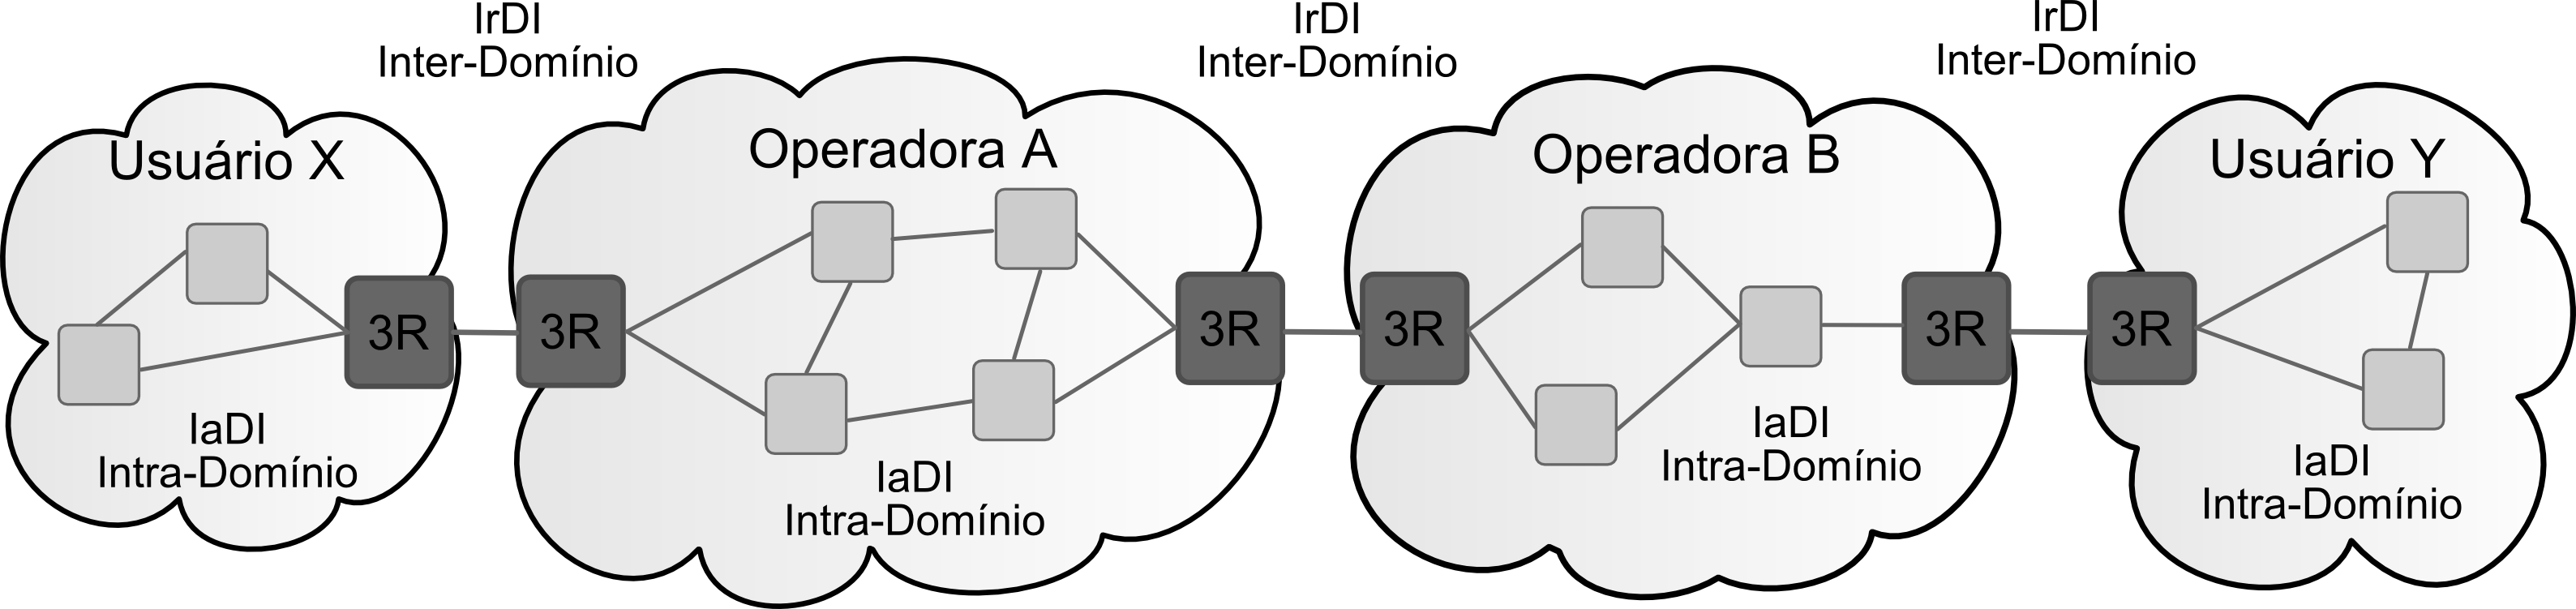 IrDI
Inter-Domínio
IrDI
Inter-Domínio
IrDI
Inter-Domínio
Usuário X
Operadora A
Operadora B
Usuário Y
3R
3R
3R
3R
3R
3R
IaDI
Intra-Domínio
IaDI
Intra-Domínio
IaDI
Intra-Domínio
IaDI
Intra-Domínio